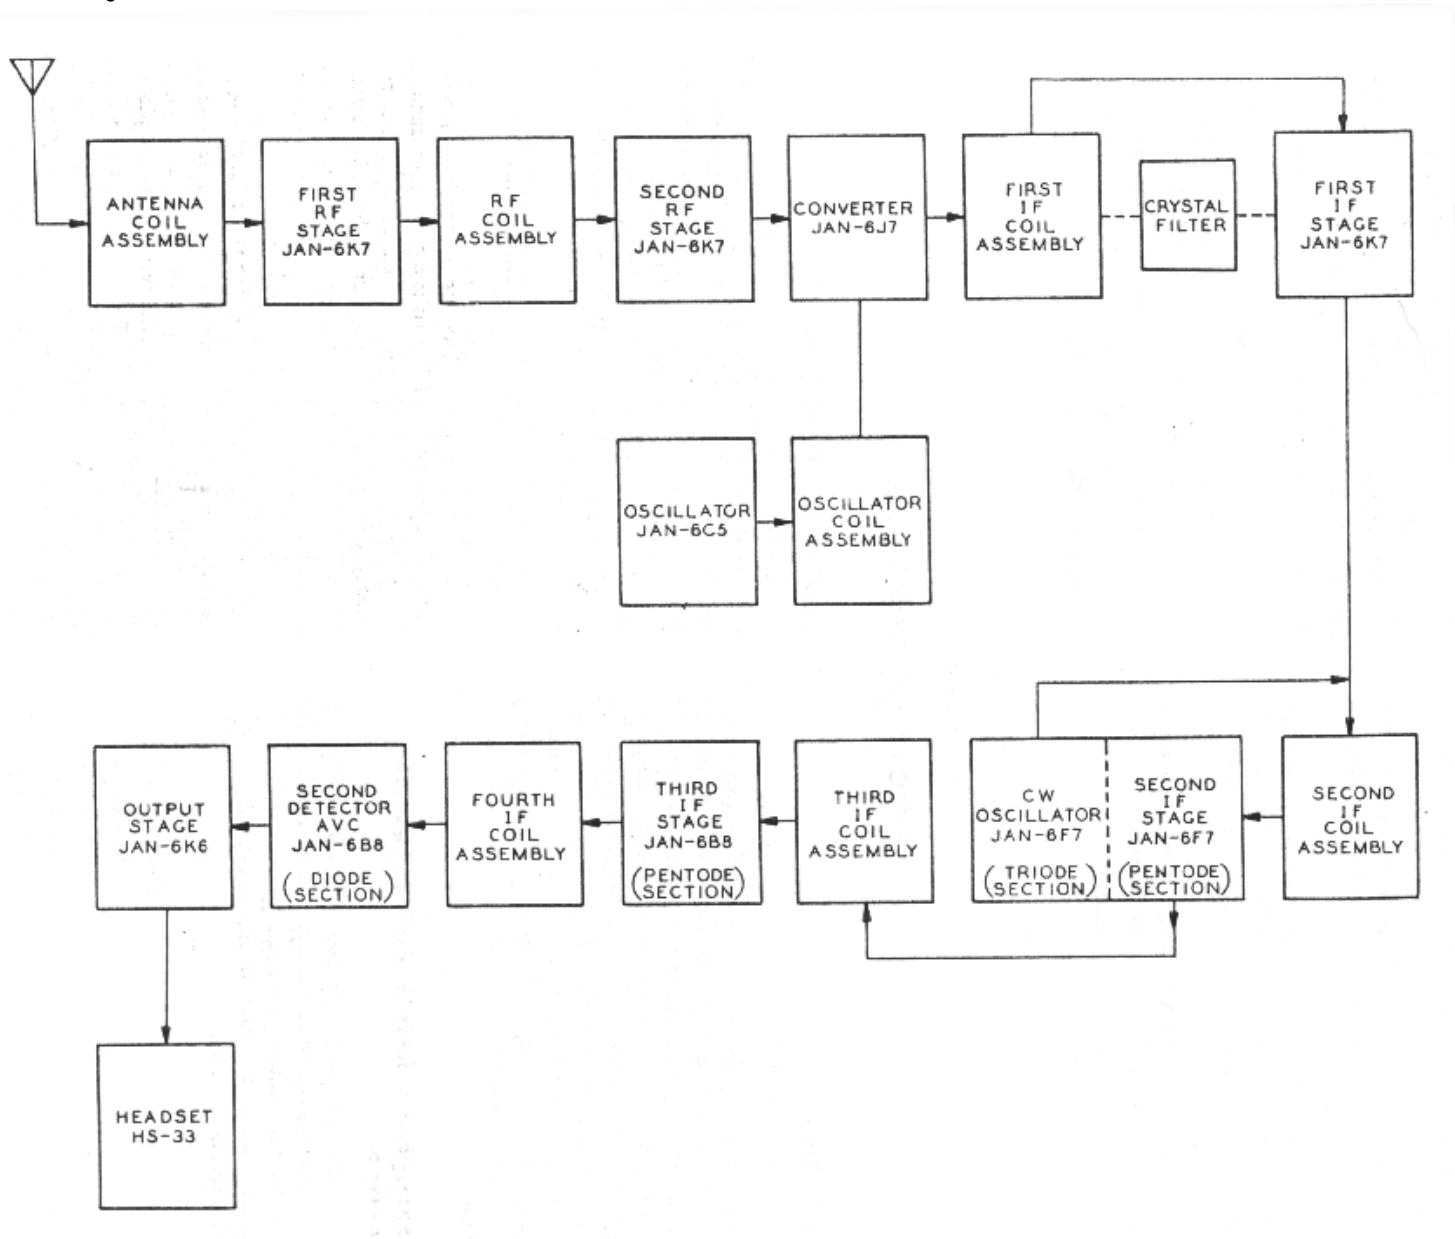 ANTENNA
COIL
ASSEMBLY
FIRST
RF
STAGE
JAN-6K7
RF
COIL
ASSEMBLY
SECOND
RF
STAGE
JAN-6K7
CONVERTER
JAN-6J7
FIRST
IF
COIL
ASSEMBLY
CRYSTAL
FILTER
FIRST
IF
STAGE
JAN-6K7
OSCILLATOR
JAN-6C5
OSCILLATOR
COIL
ASSEMBLY
OUTPUT
STAGE
JAN-6K6
SECOND
DETECTOR
AVC
JAN-6B8
(DIODE
SECTION)
FOURTH
IF
COIL
ASSEMBLY
THIRD
IF
STAGE
JAN-6B8
(PENTODE
SECTION)
THIRD
IF
COIL
ASSEMBLY
CW
OSCILLATOR
JAN-6F7
(TRIODE
SECTION)
SECOND
IF
STAGE
JAN-6F7
(PENTODE
SECTION)
SECOND
IF
COIL
ASSEMBLY
HEADSET
HS-33